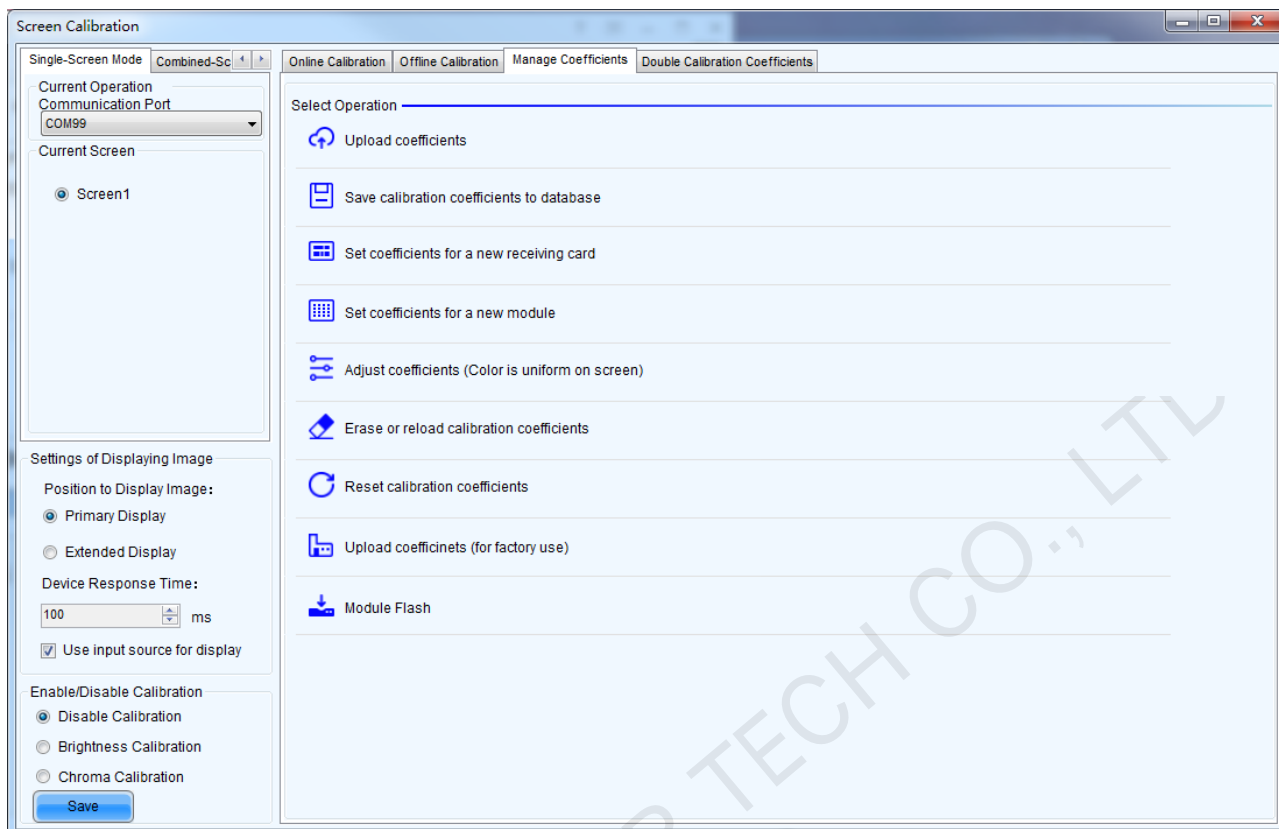 Screen Calibration
Single-Screen Mode
Combined-Sc
Current Operation
Communication Port
COM99
Current Screen
Screen1
Settings of Displaying Image
Position to Display Image:
Primary Display
Extended Display
Device Response Time:
100 ms
Use input source for display
Enable/Disable Calibration
Disable Calibration
Brightness Calibration
Chroma Calibration
Save
Online Calibration
Offline Calibration
Manage Coefficients
Double Calibration Coefficients
Select Operation
Upload coefficients
Save calibration coefficients to database
Set coefficients for a new receiving card
Set coefficients for a new module
Adjust coefficients (Color is uniform on screen)
Erase or reload calibration coefficients
Reset calibration coefficients
Upload coefficinets (for factory use)
Module Flash
TECH CO., LTD